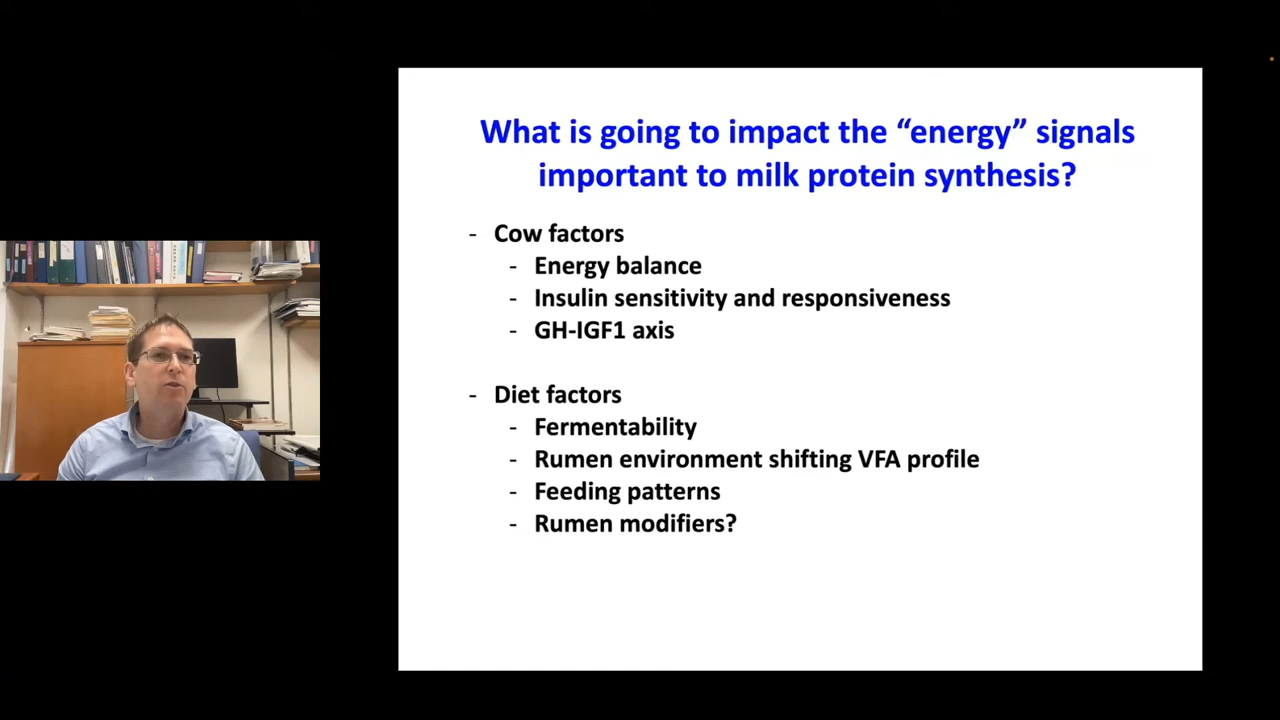 What is going to impact the “energy” signals
important to milk protein synthesis?
- Cow factors
- Energy balance
- Insulin sensitivity and responsiveness
- GH-IGF1 axis
- Diet factors
- Fermentability
- Rumen environment shifting VFA profile
- Feeding patterns
- Rumen modifiers?